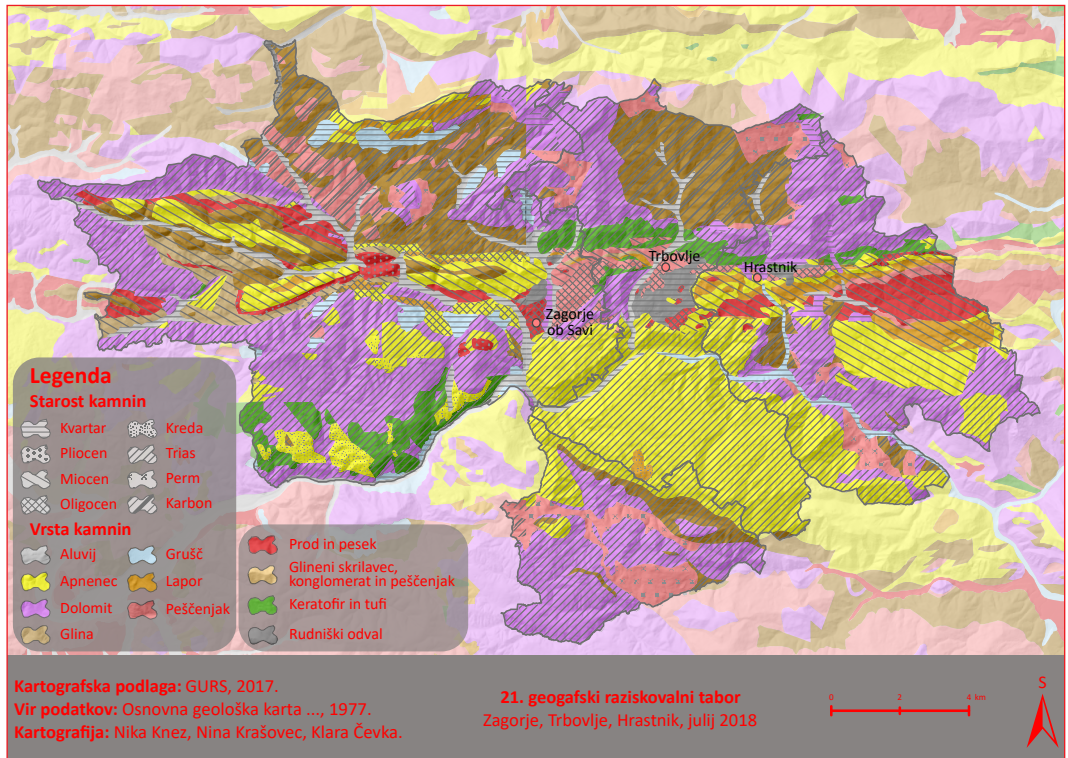 Trbovlje
Hrastnik
Zagorje
ob Savi
Legenda
Starost kamnin
Kvartar
Kreda
Pliocen
Trias
Miocen
Perm
Oligocen
Karbon
Vrsta kamnin
Aluvij
Grušč
Apnenec
Lapor
Dolomit
Peščenjak
Glina
Prod in pesek
Glineni skrilavec,
konglomerat in peščenjak
Keratofir in tufi
Rudniški odval
Kartografska podlaga: GURS, 2017.
Vir podatkov: Osnovna geološka karta ..., 1977.
Kartografija: Nika Knez, Nina Krašovec, Klara Čevka.
21. geogafski raziskovalni tabor
Zagorje, Trbovlje, Hrastnik, julij 2018
0 2 4 km
S